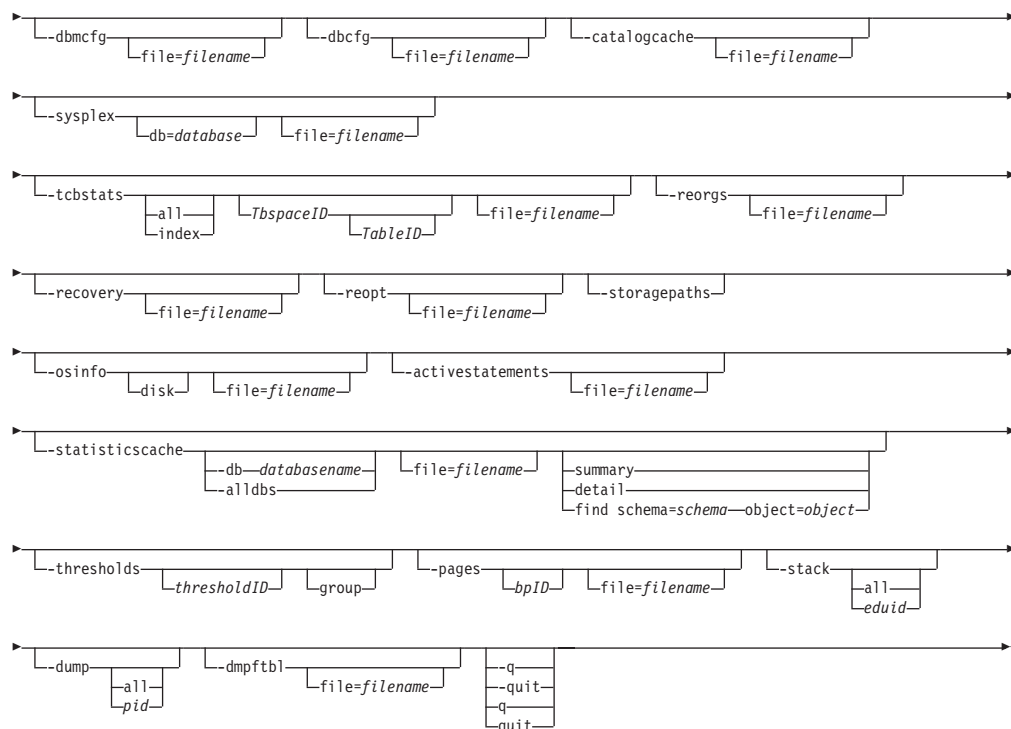 -dbmcfg -dbcfg -catalogcache
file=filename file=filename file=filename
-sysplex
db=database file=filename
-tcbstats -reorgs
all TbspaceID file=filename file=filename
index TableID
-recovery -reopt -storagepaths
file=filename file=filename
-osinfo -activestatements
disk file=filename file=filename
-statisticscache
-db databasename file=filename summary
-alldbs detail
find schema=schema object=object
-thresholds -pages -stack
thresholdID group bpID file=filename all
eduid
-dump -dmpftbl -q
all file=filename -quit
pid q
quit